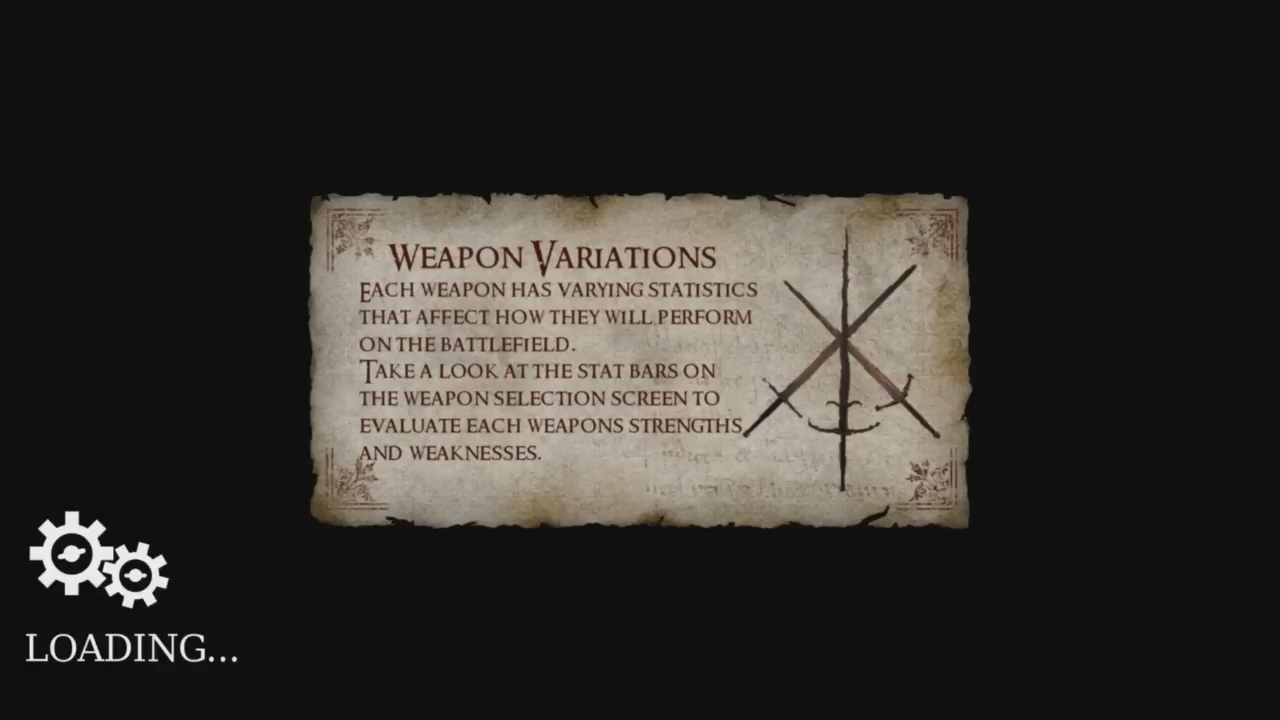 Weapon Variations
Each weapon has varying statistics
that affect how they will perform
on the battlefield.
Take a look at the stat bars on
the weapon selection screen to
evaluate each weapons strengths
and weaknesses.
LOADING...